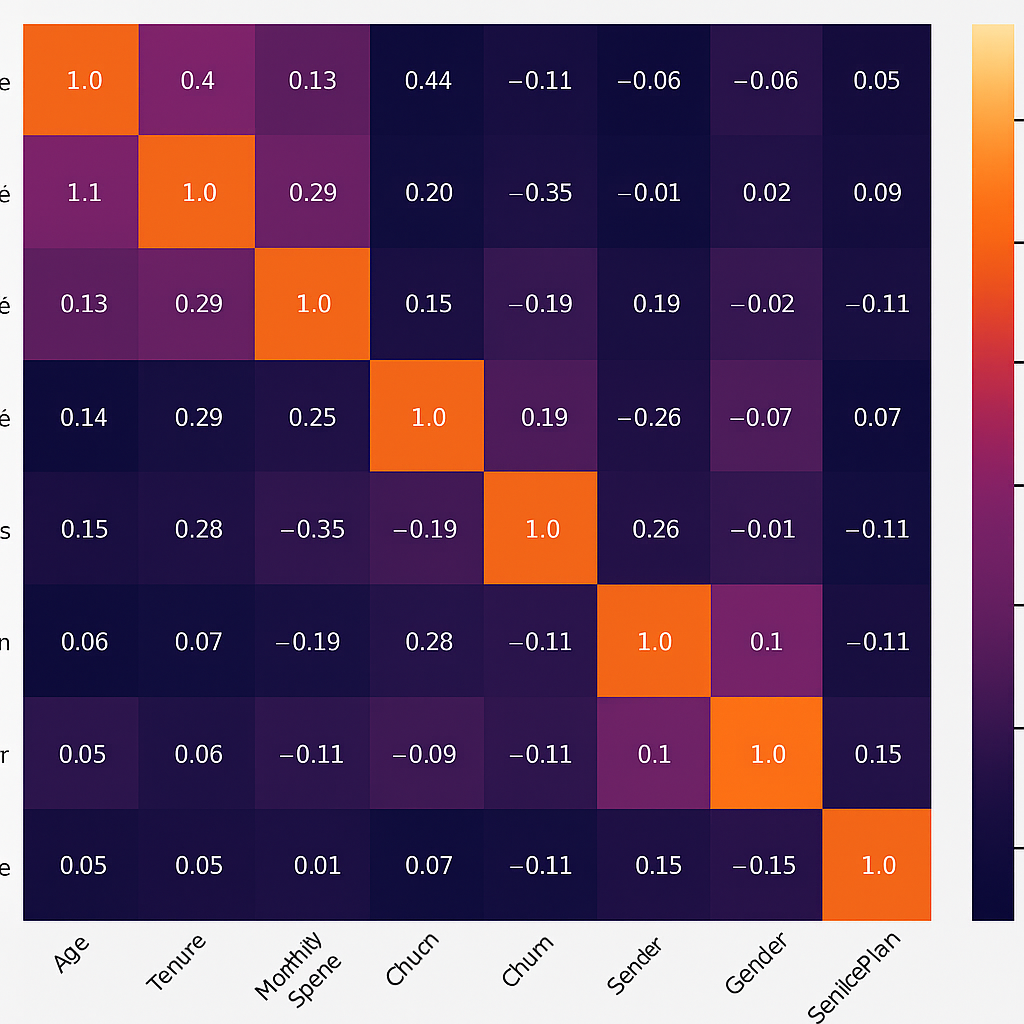 e 1.0 0.4 0.13 0.44 −0.11 −0.06 −0.06 0.05
é 1.1 1.0 0.29 0.20 −0.35 −0.01 0.02 0.09
é 0.13 0.29 1.0 0.15 −0.19 0.19 −0.02 −0.11
é 0.14 0.29 0.25 1.0 0.19 −0.26 −0.07 0.07
s 0.15 0.28 −0.35 −0.19 1.0 0.26 −0.01 −0.11
n 0.06 0.07 −0.19 0.28 −0.11 1.0 0.1 −0.11
r 0.05 0.06 −0.11 −0.09 −0.11 0.1 1.0 0.15
e 0.05 0.05 0.01 0.07 −0.11 0.15 −0.15 1.0
Age
Tenure
Monthily
Spene
Chucn
Chum
Sender
Gender
SenilcePlan